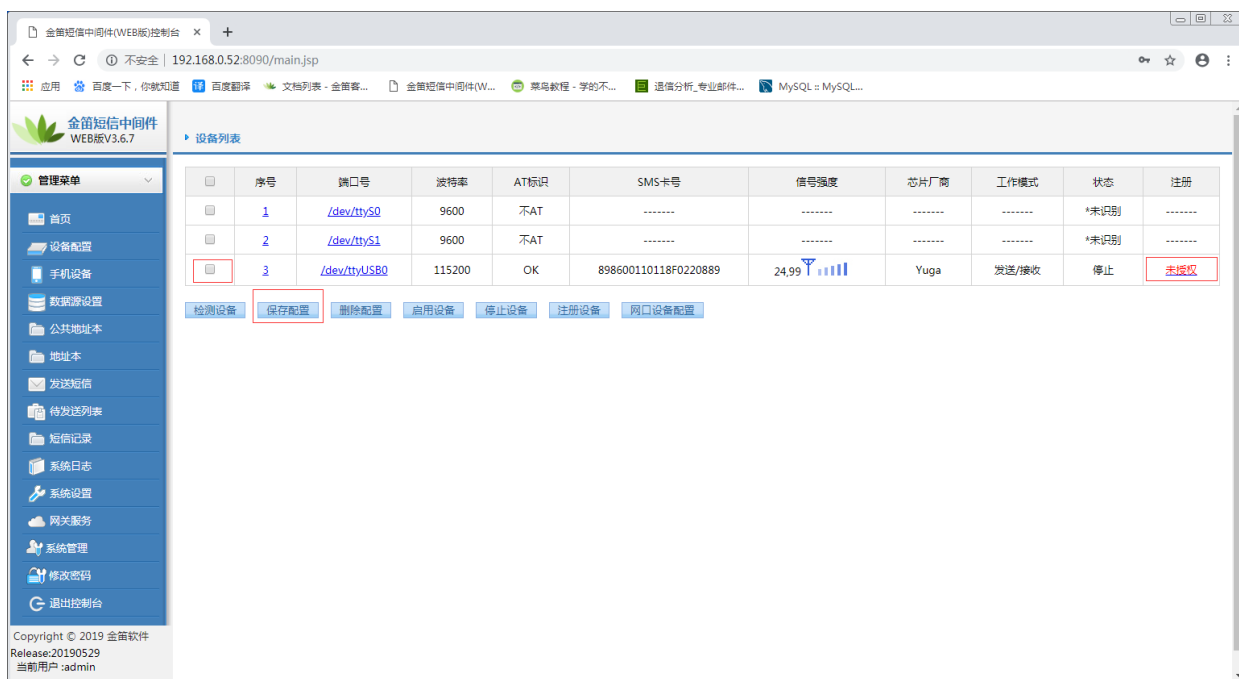 金笛短信中间件(WEB版)控制台
不安全 | 192.168.0.52:8090/main.jsp
应用 百度一下，你就知道 百度翻译 文档列表 - 金笛客... 金笛短信中间件(W... 菜鸟教程 - 学的不... 退信分析_专业邮件... MySQL :: MySQL...
金笛短信中间件
WEB版V3.6.7
设备列表
管理菜单
首页
设备配置
手机设备
数据源设置
公共地址本
地址本
发送短信
待发送列表
短信记录
系统日志
系统设置
网关服务
系统管理
修改密码
退出控制台
Copyright © 2019 金笛软件
Release:20190529
当前用户 :admin
序号 端口号 波特率 AT标识 SMS卡号 信号强度 芯片厂商 工作模式 状态 注册
1 /dev/ttyS0 9600 不AT ------- ------- ------- ------- *未识别 -------
2 /dev/ttyS1 9600 不AT ------- ------- ------- ------- *未识别 -------
3 /dev/ttyUSB0 115200 OK 898600110118F0220889 24,99 Yuga 发送/接收 停止 未授权
检测设备 保存配置 删除配置 启用设备 停止设备 注册设备 网口设备配置